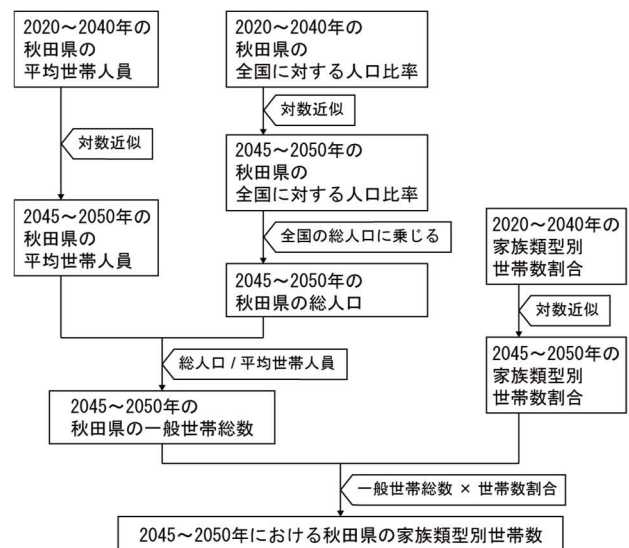 2020～2040年の
秋田県の
平均世帯人員
2020～2040年の
秋田県の
全国に対する人口比率
対数近似
対数近似
2045～2050年の
秋田県の
全国に対する人口比率
2045～2050年の
秋田県の
平均世帯人員
全国の総人口に乗じる
2020～2040年の
家族類型別
世帯数割合
2045～2050年の
秋田県の総人口
対数近似
総人口 / 平均世帯人員
2045～2050年の
家族類型別
世帯数割合
2045～2050年の
秋田県の一般世帯総数
一般世帯総数 × 世帯数割合
2045～2050年における秋田県の家族類型別世帯数